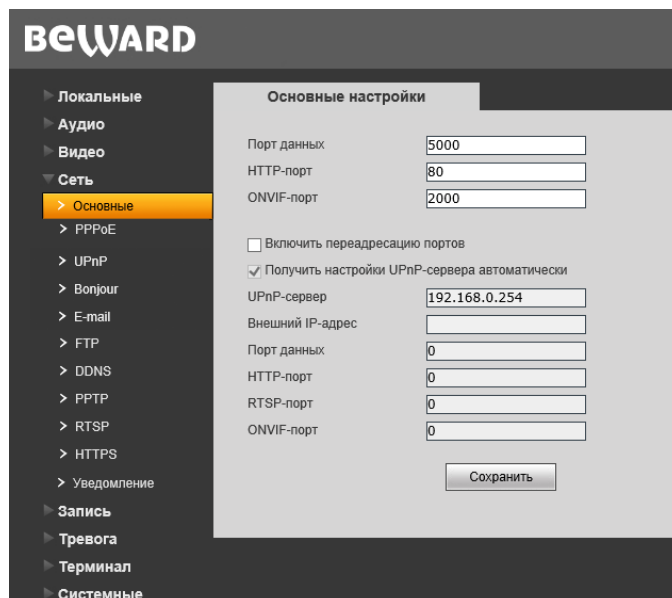 BEWARD
Локальные
Аудио
Видео
Сеть
Основные
PPPoE
UPnP
Bonjour
E-mail
FTP
DDNS
PPTP
RTSP
HTTPS
Уведомление
Запись
Тревога
Терминал
Системные
Основные настройки
Порт данных 5000
HTTP-порт 80
ONVIF-порт 2000
Включить переадресацию портов
Получить настройки UPnP-сервера автоматически
UPnP-сервер 192.168.0.254
Внешний IP-адрес
Порт данных 0
HTTP-порт 0
RTSP-порт 0
ONVIF-порт 0
Сохранить